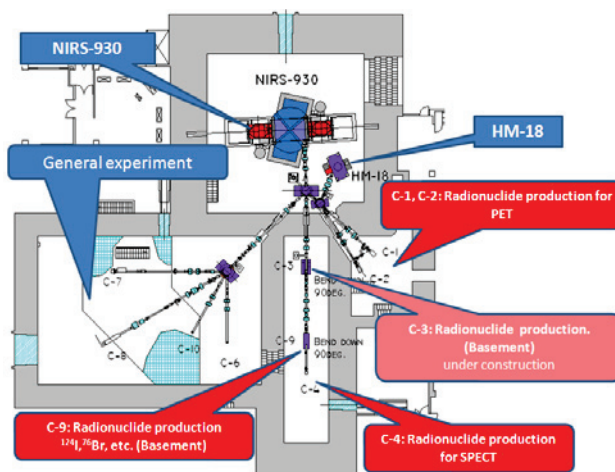 NIRS-930
NIRS-930
HM-18
HM-18
General experiment
C-1, C-2: Radionuclide production for
PET
C-1
C-2
C-7
C-3
BEND DOWN
90DEG.
C-3: Radionuclide production.
(Basement)
under construction
C-8
C-10
C-6
C-9
BEND DOWN
90DEG.
C-4
C-9: Radionuclide production
¹⁷⁴I,⁷⁶Br, etc. (Basement)
C-4: Radionuclide production
for SPECT